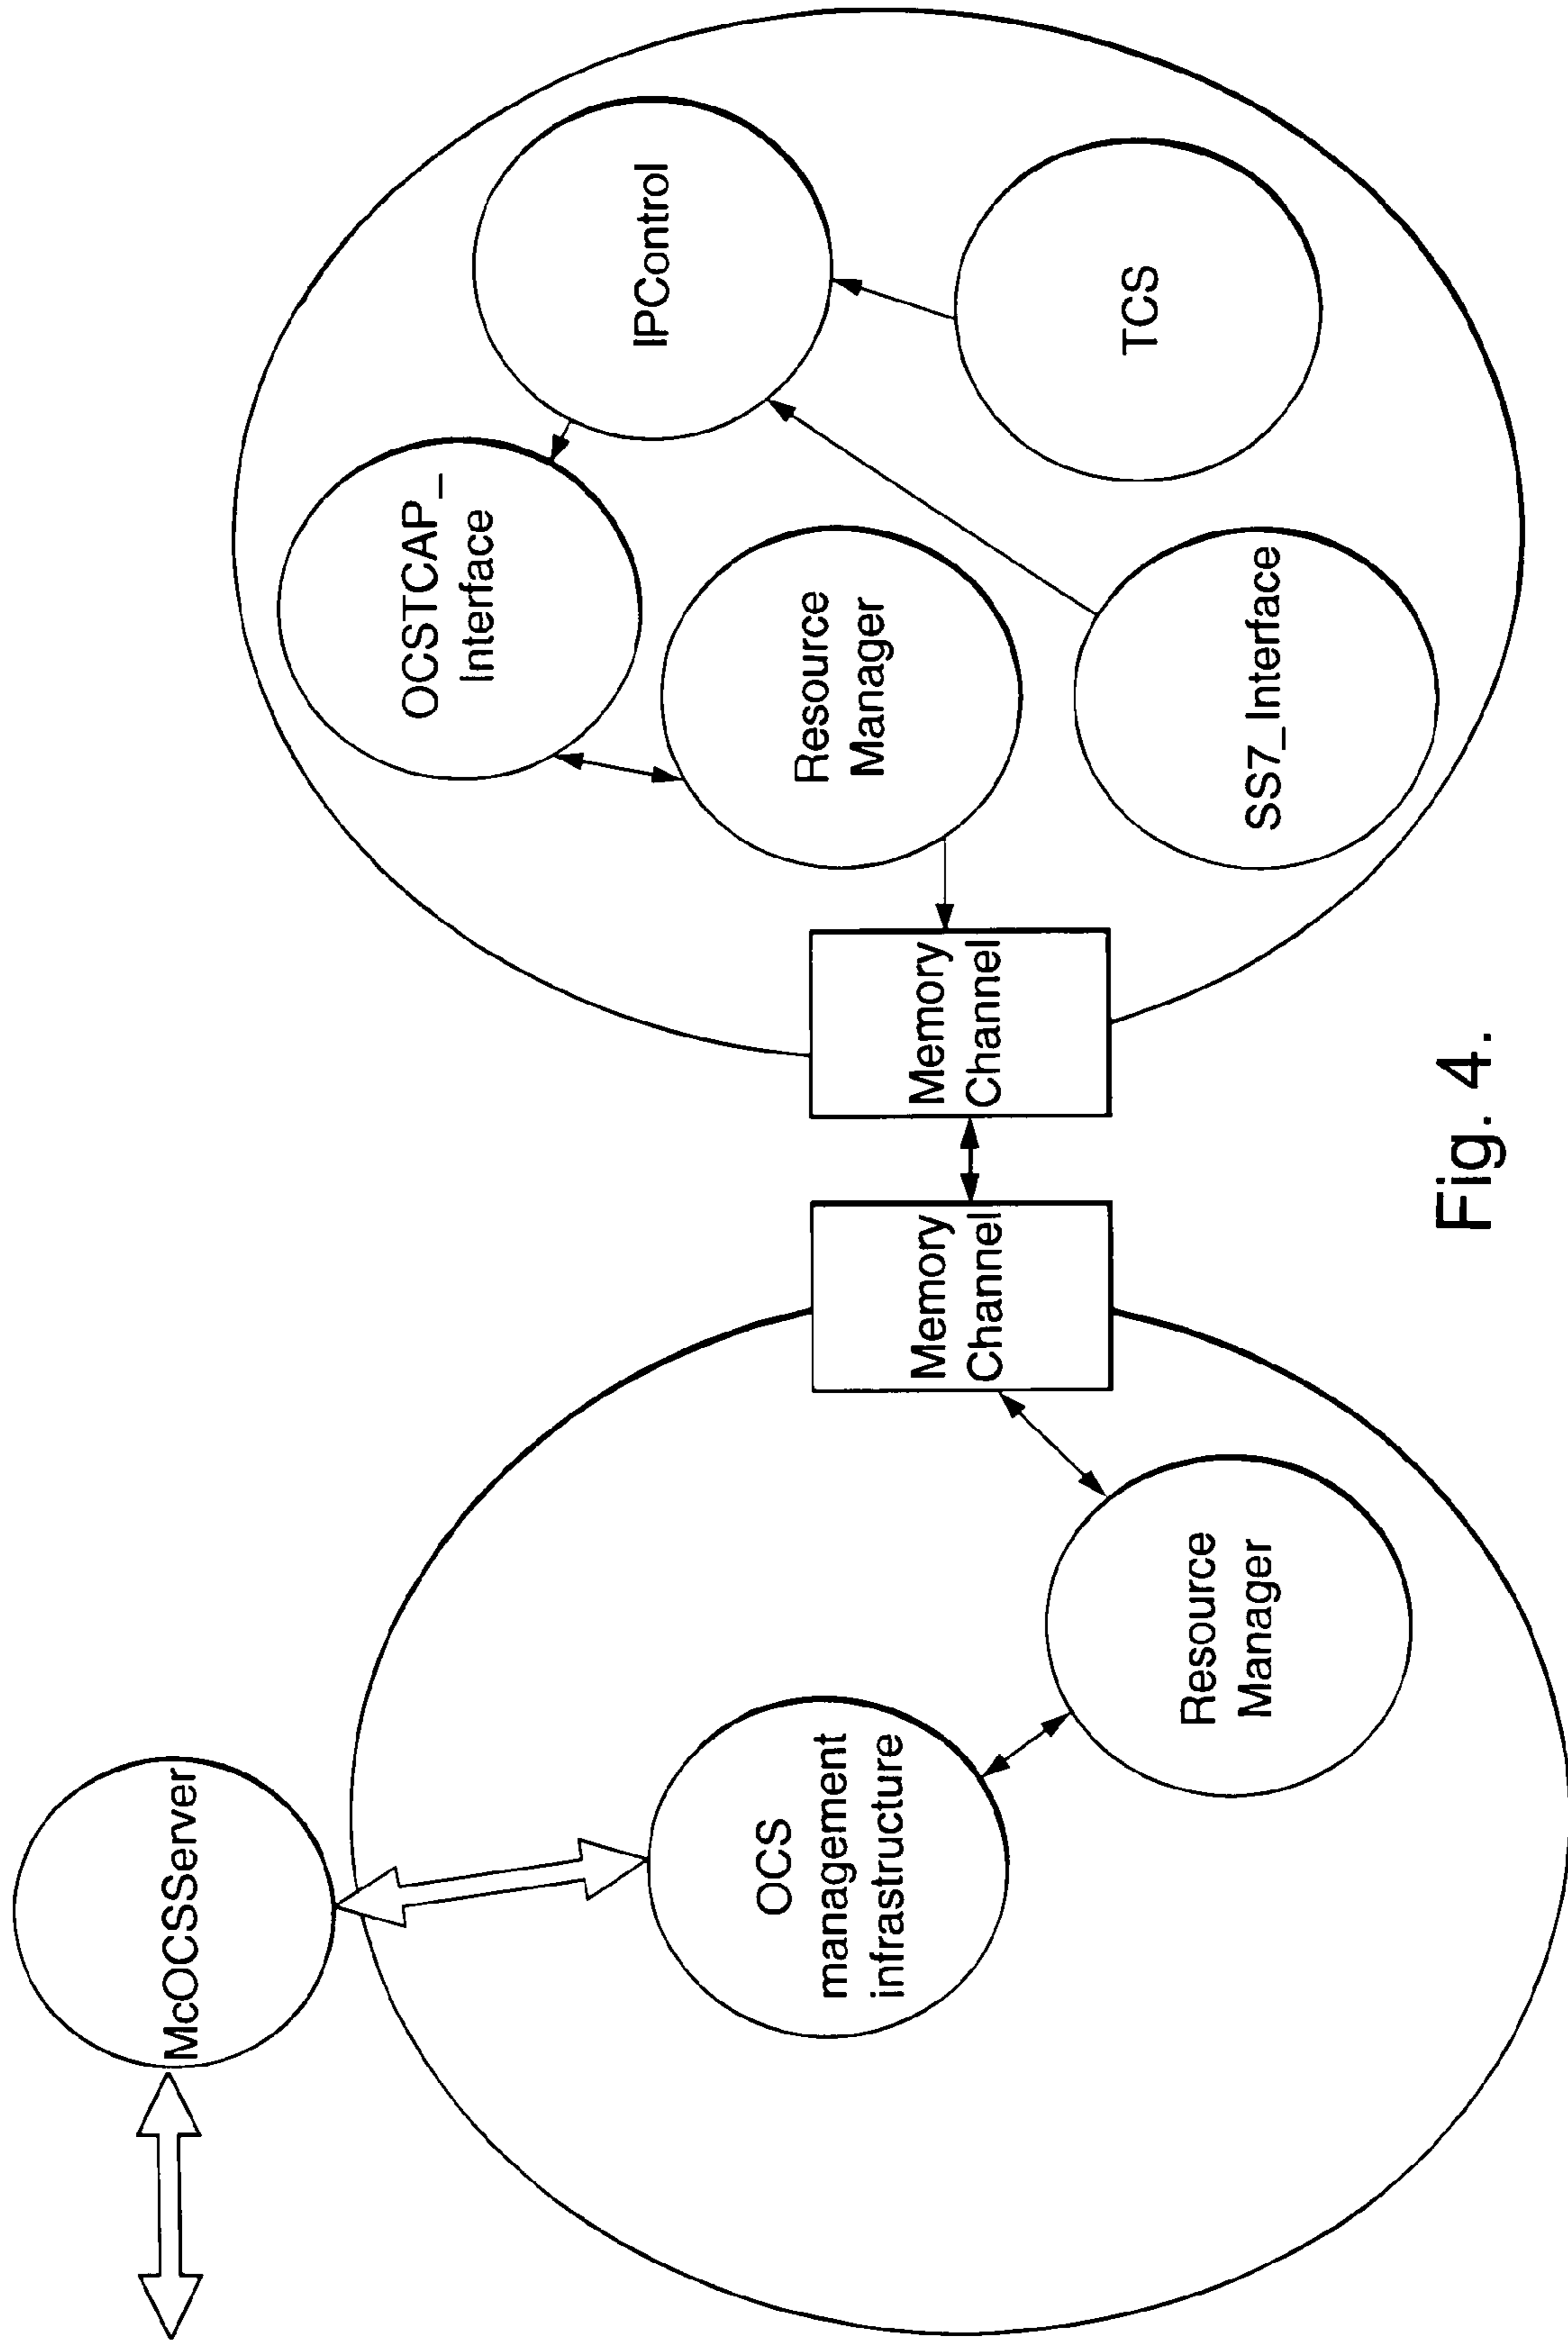 McOCSServer
OCS
management
infrastructure
Resource
Manager
Memory
Channel
Memory
Channel
OCSTCAP_
Interface
IPControl
Resource
Manager
SS7_Interface
TCS
Fig. 4.